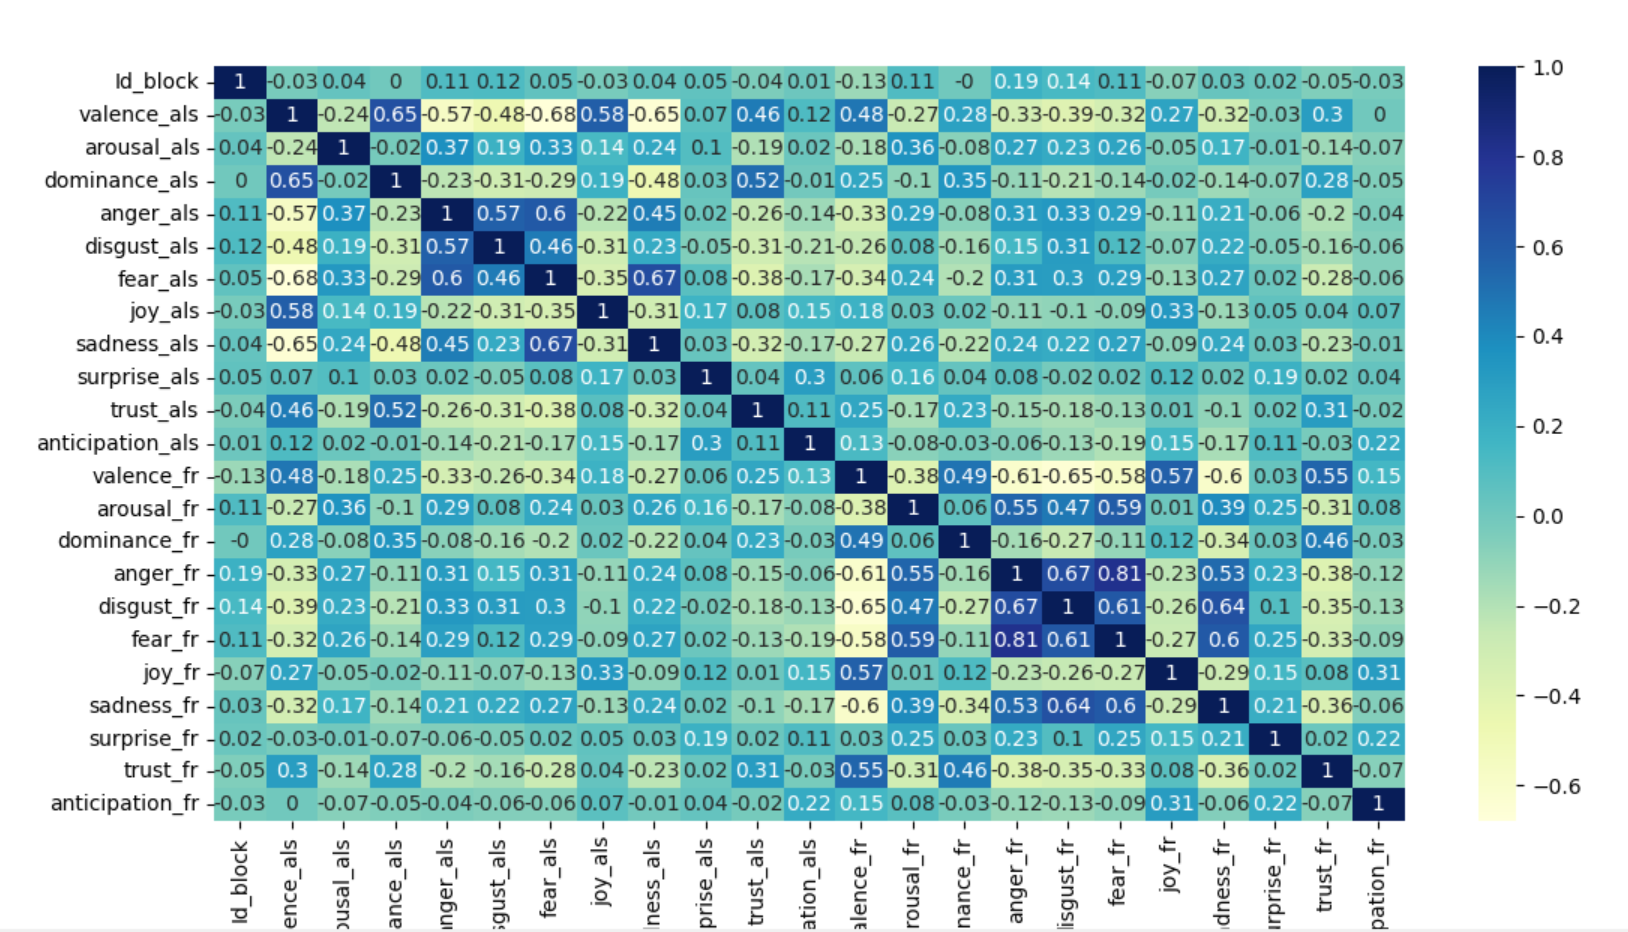 Id_block 1 -0.03 0.04 0 0.11 0.12 0.05 -0.03 0.04 0.05 -0.04 0.01 -0.13 0.11 -0 0.19 0.14 0.11 -0.07 0.03 0.02 -0.05 -0.03
valence_als -0.03 1 -0.24 0.65 -0.57 -0.48 -0.68 0.58 -0.65 0.07 0.46 0.12 0.48 -0.27 0.28 -0.33 -0.39 -0.32 0.27 -0.32 -0.03 0.3 0
arousal_als 0.04 -0.24 1 -0.02 0.37 0.19 0.33 0.14 0.24 0.1 -0.19 0.02 -0.18 0.36 -0.08 0.27 0.23 0.26 -0.05 0.17 -0.01 -0.14 -0.07
dominance_als 0 0.65 -0.02 1 -0.23 -0.31 -0.29 0.19 -0.48 0.03 0.52 -0.01 0.25 -0.1 0.35 -0.11 -0.21 -0.14 -0.02 -0.14 -0.07 0.28 -0.05
anger_als 0.11 -0.57 0.37 -0.23 1 0.57 0.6 -0.22 0.45 0.02 -0.26 -0.14 -0.33 0.29 -0.08 0.31 0.33 0.29 -0.11 0.21 -0.06 -0.2 -0.04
disgust_als 0.12 -0.48 0.19 -0.31 0.57 1 0.46 -0.31 0.23 -0.05 -0.31 -0.21 -0.26 0.08 -0.16 0.15 0.31 0.12 -0.07 0.22 -0.05 -0.16 -0.06
fear_als 0.05 -0.68 0.33 -0.29 0.6 0.46 1 -0.35 0.67 0.08 -0.38 -0.17 -0.34 0.24 -0.2 0.31 0.3 0.29 -0.13 0.27 0.02 -0.28 -0.06
joy_als -0.03 0.58 0.14 0.19 -0.22 -0.31 -0.35 1 -0.31 0.17 0.08 0.15 0.18 0.03 0.02 -0.11 -0.1 -0.09 0.33 -0.13 0.05 0.04 0.07
sadness_als 0.04 -0.65 0.24 -0.48 0.45 0.23 0.67 -0.31 1 0.03 -0.32 -0.17 -0.27 0.26 -0.22 0.24 0.22 0.27 -0.09 0.24 0.03 -0.23 -0.01
surprise_als 0.05 0.07 0.1 0.03 0.02 -0.05 0.08 0.17 0.03 1 0.04 0.3 0.06 0.16 0.04 0.08 -0.02 0.02 0.12 0.02 0.19 0.02 0.04
trust_als -0.04 0.46 -0.19 0.52 -0.26 -0.31 -0.38 0.08 -0.32 0.04 1 0.11 0.25 -0.17 0.23 -0.15 -0.18 -0.13 0.01 -0.1 0.02 0.31 -0.02
anticipation_als 0.01 0.12 0.02 -0.01 -0.14 -0.21 -0.17 0.15 -0.17 0.3 0.11 1 0.13 -0.08 -0.03 -0.06 -0.13 -0.19 0.15 -0.17 0.11 -0.03 0.22
valence_fr -0.13 0.48 -0.18 0.25 -0.33 -0.26 -0.34 0.18 -0.27 0.06 0.25 0.13 1 -0.38 0.49 -0.61 -0.65 -0.58 0.57 -0.6 0.03 0.55 0.15
arousal_fr 0.11 -0.27 0.36 -0.1 0.29 0.08 0.24 0.03 0.26 0.16 -0.17 -0.08 -0.38 1 0.06 0.55 0.47 0.59 0.01 0.39 0.25 -0.31 0.08
dominance_fr -0 0.28 -0.08 0.35 -0.08 -0.16 -0.2 0.02 -0.22 0.04 0.23 -0.03 0.49 0.06 1 -0.16 -0.27 -0.11 0.12 -0.34 0.03 0.46 -0.03
anger_fr 0.19 -0.33 0.27 -0.11 0.31 0.15 0.31 -0.11 0.24 0.08 -0.15 -0.06 -0.61 0.55 -0.16 1 0.67 0.81 -0.23 0.53 0.23 -0.38 -0.12
disgust_fr 0.14 -0.39 0.23 -0.21 0.33 0.31 0.3 -0.1 0.22 -0.02 -0.18 -0.13 -0.65 0.47 -0.27 0.67 1 0.61 -0.26 0.64 0.1 -0.35 -0.13
fear_fr 0.11 -0.32 0.26 -0.14 0.29 0.12 0.29 -0.09 0.27 0.02 -0.13 -0.19 -0.58 0.59 -0.11 0.81 0.61 1 -0.27 0.6 0.25 -0.33 -0.09
joy_fr -0.07 0.27 -0.05 -0.02 -0.11 -0.07 -0.13 0.33 -0.09 0.12 0.01 0.15 0.57 0.01 0.12 -0.23 -0.26 -0.27 1 -0.29 0.15 0.08 0.31
sadness_fr 0.03 -0.32 0.17 -0.14 0.21 0.22 0.27 -0.13 0.24 0.02 -0.1 -0.17 -0.6 0.39 -0.34 0.53 0.64 0.6 -0.29 1 0.21 -0.36 -0.06
surprise_fr 0.02 -0.03 -0.01 -0.07 -0.06 -0.05 0.02 0.05 0.03 0.19 0.02 0.11 0.03 0.25 0.03 0.23 0.1 0.25 0.15 0.21 1 0.02 0.22
trust_fr -0.05 0.3 -0.14 0.28 -0.2 -0.16 -0.28 0.04 -0.23 0.02 0.31 -0.03 0.55 -0.31 0.46 -0.38 -0.35 -0.33 0.08 -0.36 0.02 1 -0.07
anticipation_fr -0.03 0 -0.07 -0.05 -0.04 -0.06 -0.06 0.07 -0.01 0.04 -0.02 0.22 0.15 0.08 -0.03 -0.12 -0.13 -0.09 0.31 -0.06 0.22 -0.07 1
Id_block
ence_als
ousal_als
ance_als
anger_als
sgust_als
fear_als
joy_als
ness_als
prise_als
trust_als
ation_als
alence_fr
rousal_fr
nance_fr
anger_fr
isgust_fr
fear_fr
joy_fr
dness_fr
urprise_fr
trust_fr
pation_fr
1.0
0.8
0.6
0.4
0.2
0.0
−0.2
−0.4
−0.6